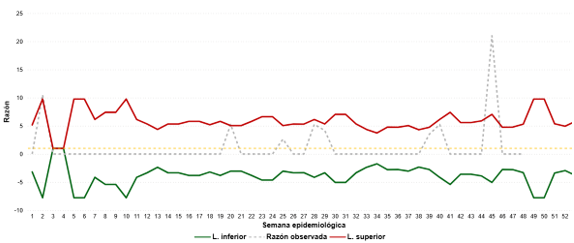 25
20
15
10
5
0
-5
-10
Razón
1 2 3 4 5 6 7 8 9 10 11 12 13 14 15 16 17 18 19 20 21 22 23 24 25 26 27 28 29 30 31 32 33 34 35 36 37 38 39 40 41 42 43 44 45 46 47 48 49 50 51 52
Semana epidemiológica
L. inferior Razón observada L. superior